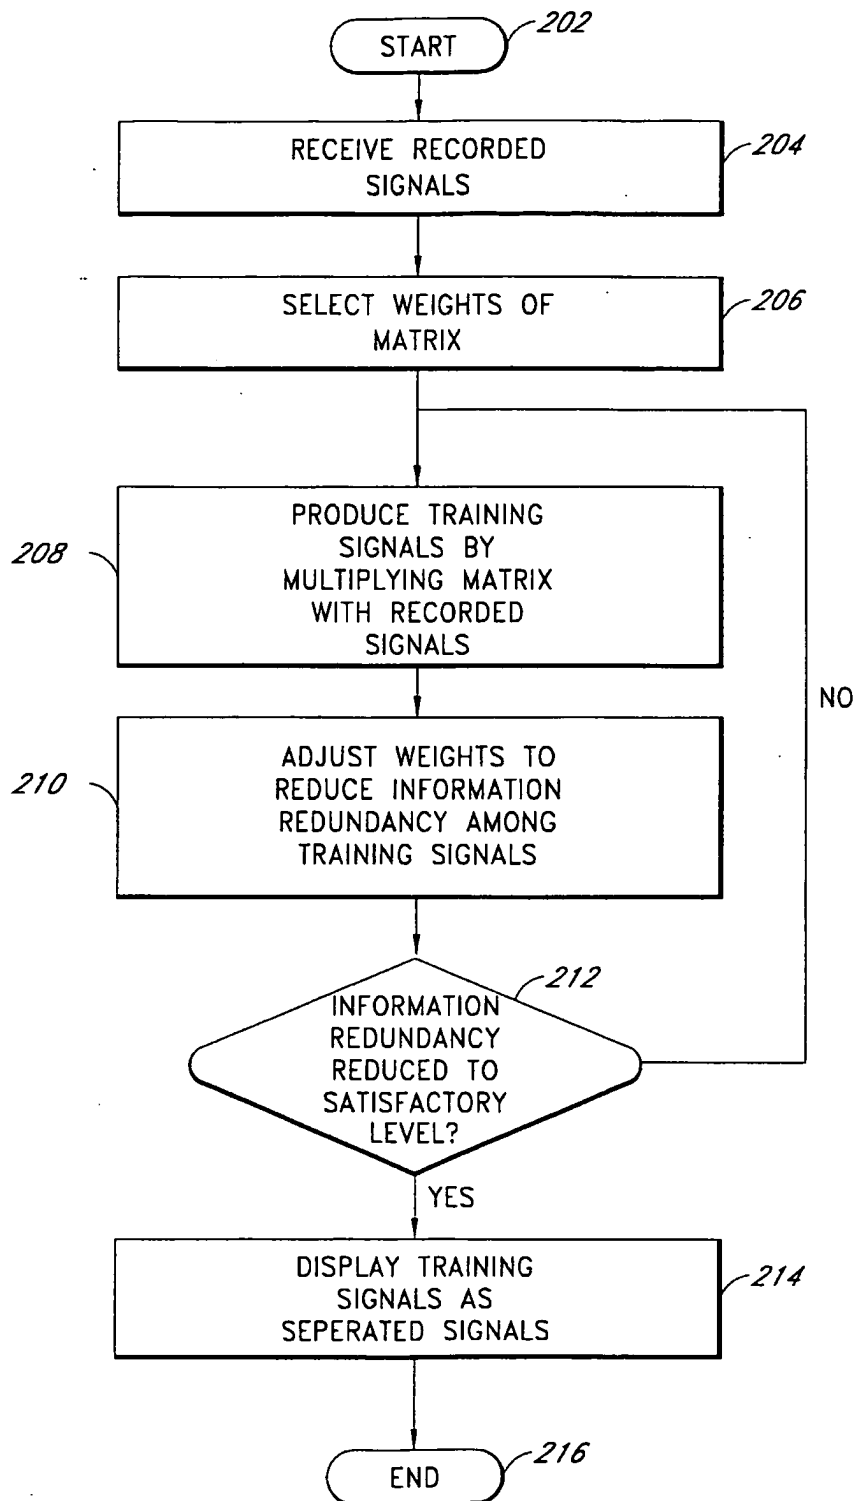 START
202
RECEIVE RECORDED
SIGNALS
204
SELECT WEIGHTS OF
MATRIX
206
PRODUCE TRAINING
SIGNALS BY
MULTIPLYING MATRIX
WITH RECORDED
SIGNALS
208
NO
ADJUST WEIGHTS TO
REDUCE INFORMATION
REDUNDANCY AMONG
TRAINING SIGNALS
210
INFORMATION
REDUNDANCY
REDUCED TO
SATISFACTORY
LEVEL?
212
YES
DISPLAY TRAINING
SIGNALS AS
SEPERATED SIGNALS
214
END
216